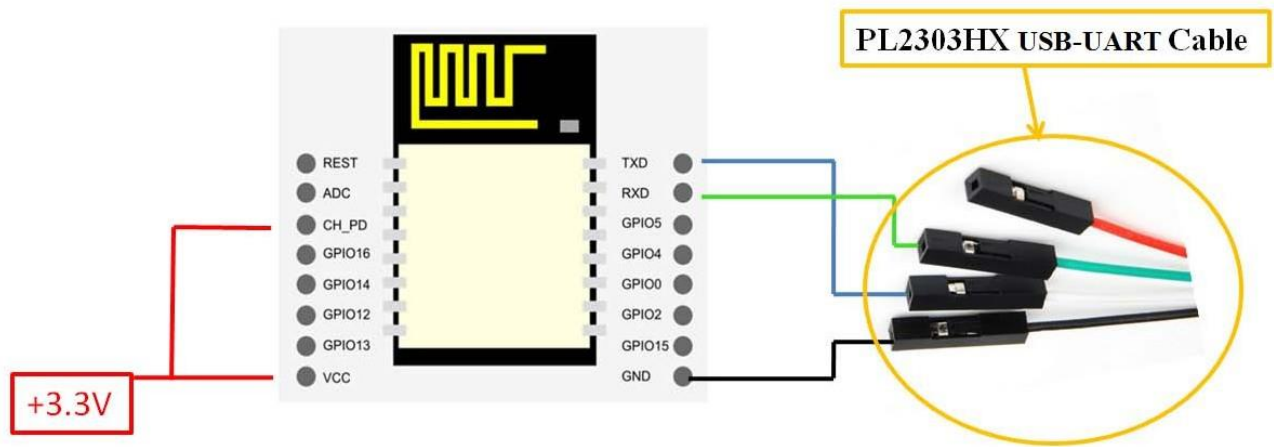 PL2303HX USB-UART Cable
REST
ADC
CH_PD
GPIO16
GPIO14
GPIO12
GPIO13
VCC
TXD
RXD
GPIO5
GPIO4
GPIO0
GPIO2
GPIO15
GND
+3.3V